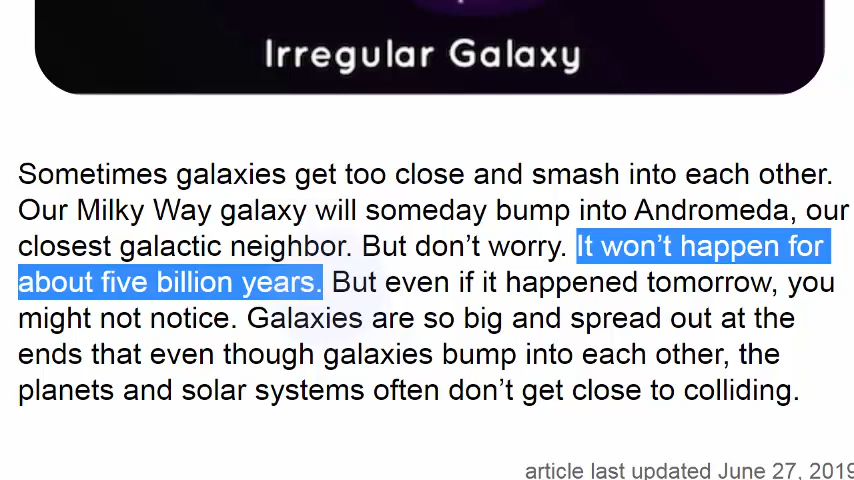 Irregular Galaxy
Sometimes galaxies get too close and smash into each other.
Our Milky Way galaxy will someday bump into Andromeda, our
closest galactic neighbor. But don’t worry. It won’t happen for
about five billion years. But even if it happened tomorrow, you
might not notice. Galaxies are so big and spread out at the
ends that even though galaxies bump into each other, the
planets and solar systems often don’t get close to colliding.
article last updated June 27, 2019